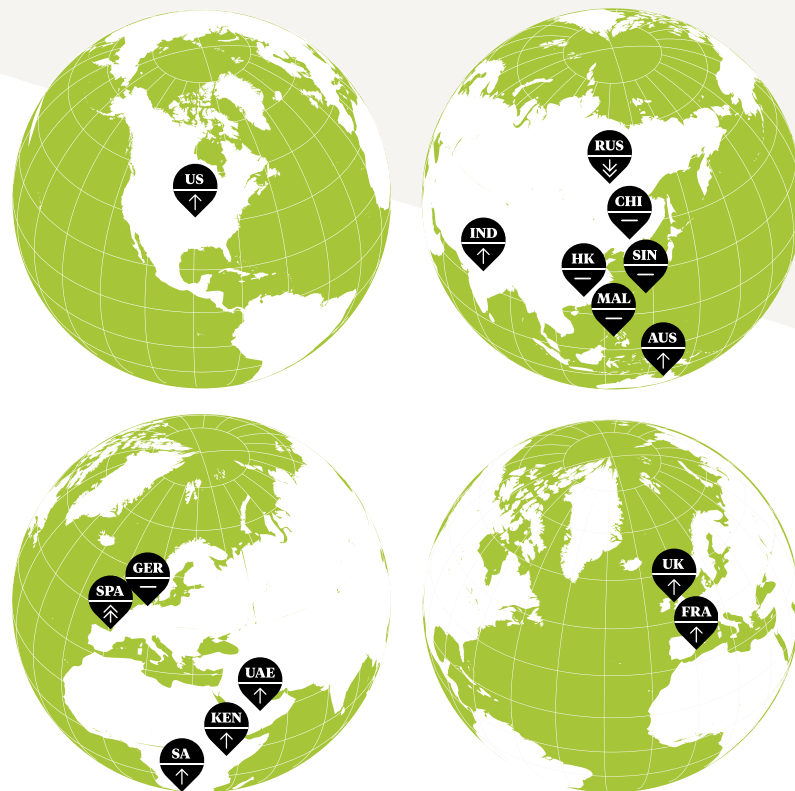 US
RUS
CHI
IND
HK
SIN
MAL
AUS
GER
SPA
UAE
KEN
SA
UK
FRA